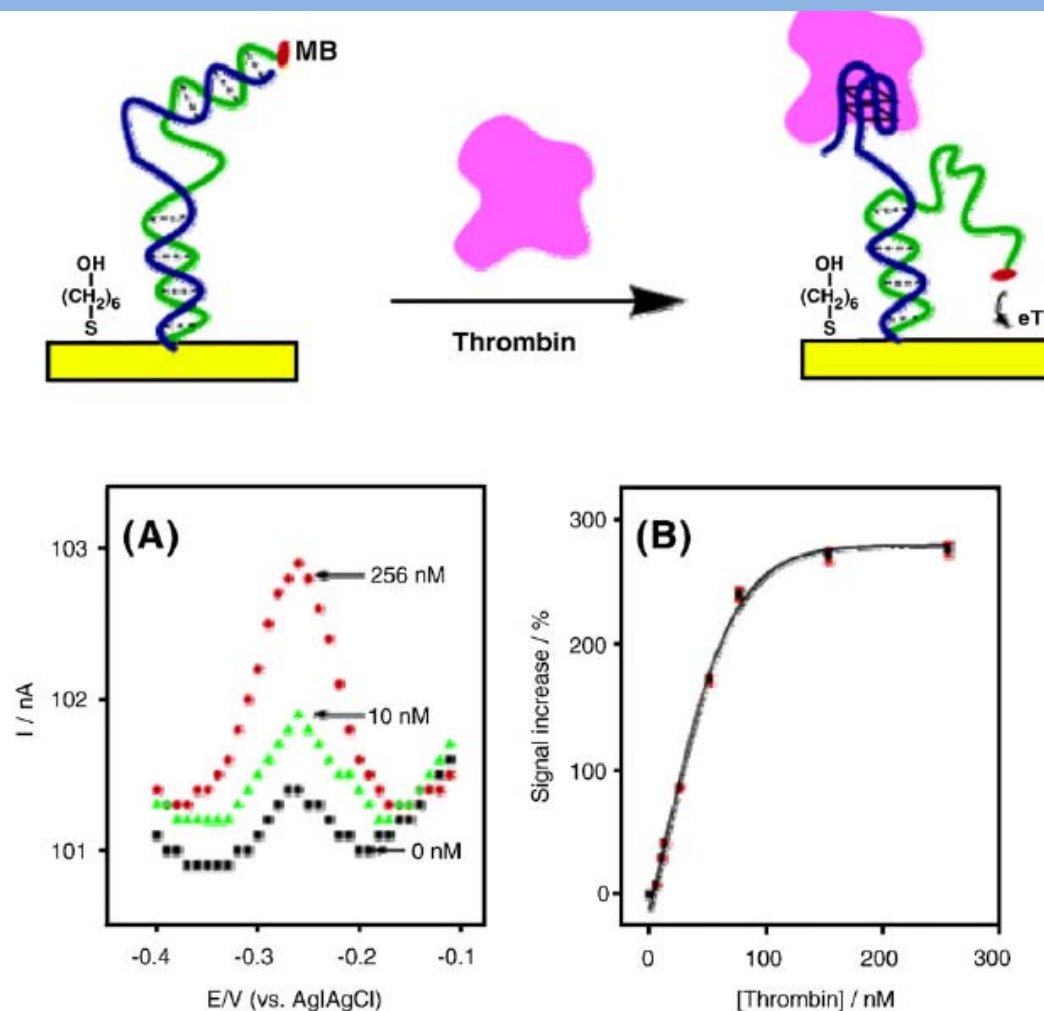 MB
OH
(CH₂)₆
S
Thrombin
OH
(CH₂)₆
S
eT
(A)
103
102
101
I / nA
256 nM
10 nM
0 nM
-0.4 -0.3 -0.2 -0.1
E/V (vs. Ag|AgCl)
(B)
300
200
100
0
Signal increase / %
0 100 200 300
[Thrombin] / nM